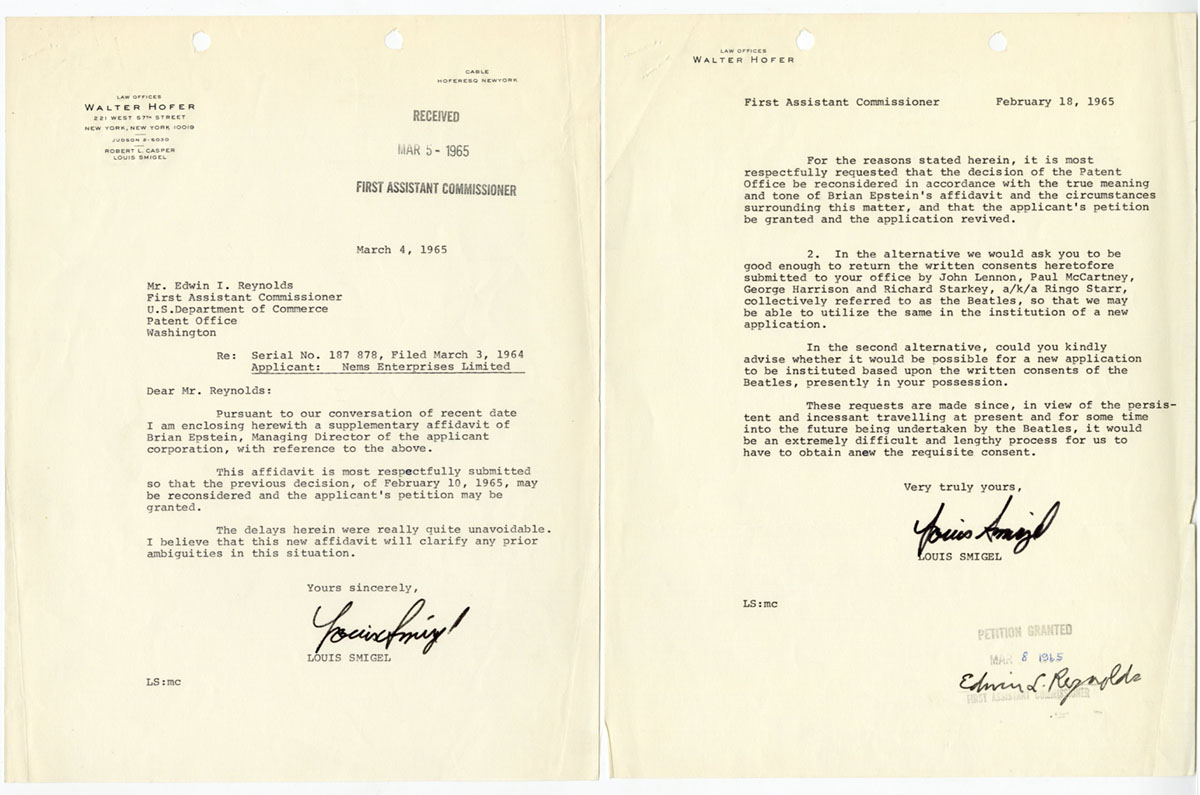 LAW OFFICES
WALTER HOFER
221 WEST 57TH STREET
NEW YORK, NEW YORK 10019
JUDSON 2-5030
ROBERT L. CASPER
LOUIS SMIGEL
CABLE
HOFERESQ NEWYORK
RECEIVED
MAR 5 - 1965
FIRST ASSISTANT COMMISSIONER
March 4, 1965
Mr. Edwin I. Reynolds
First Assistant Commissioner
U.S.Department of Commerce
Patent Office
Washington
Re: Serial No. 187 878, Filed March 3, 1964
Applicant: Nems Enterprises Limited
Dear Mr. Reynolds:
Pursuant to our conversation of recent date
I am enclosing herewith a supplementary affidavit of
Brian Epstein, Managing Director of the applicant
corporation, with reference to the above.
This affidavit is most respectfully submitted
so that the previous decision, of February 10, 1965, may
be reconsidered and the applicant's petition may be
granted.
The delays herein were really quite unavoidable.
I believe that this new affidavit will clarify any prior
ambiguities in this situation.
Yours sincerely,
Louis Smigel
LOUIS SMIGEL
LS:mc
LAW OFFICES
WALTER HOFER
First Assistant Commissioner February 18, 1965
For the reasons stated herein, it is most
respectfully requested that the decision of the Patent
Office be reconsidered in accordance with the true meaning
and tone of Brian Epstein's affidavit and the circumstances
surrounding this matter, and that the applicant's petition
be granted and the application revived.
2. In the alternative we would ask you to be
good enough to return the written consents heretofore
submitted to your office by John Lennon, Paul McCartney,
George Harrison and Richard Starkey, a/k/a Ringo Starr,
collectively referred to as the Beatles, so that we may
be able to utilize the same in the institution of a new
application.
In the second alternative, could you kindly
advise whether it would be possible for a new application
to be instituted based upon the written consents of the
Beatles, presently in your possession.
These requests are made since, in view of the persis-
tent and incessant travelling at present and for some time
into the future being undertaken by the Beatles, it would
be an extremely difficult and lengthy process for us to
have to obtain anew the requisite consent.
Very truly yours,
Louis Smigel
LOUIS SMIGEL
LS:mc
PETITION GRANTED
MAR 8 1965
Edwin L. Reynolds
FIRST ASSISTANT COMMISSIONER